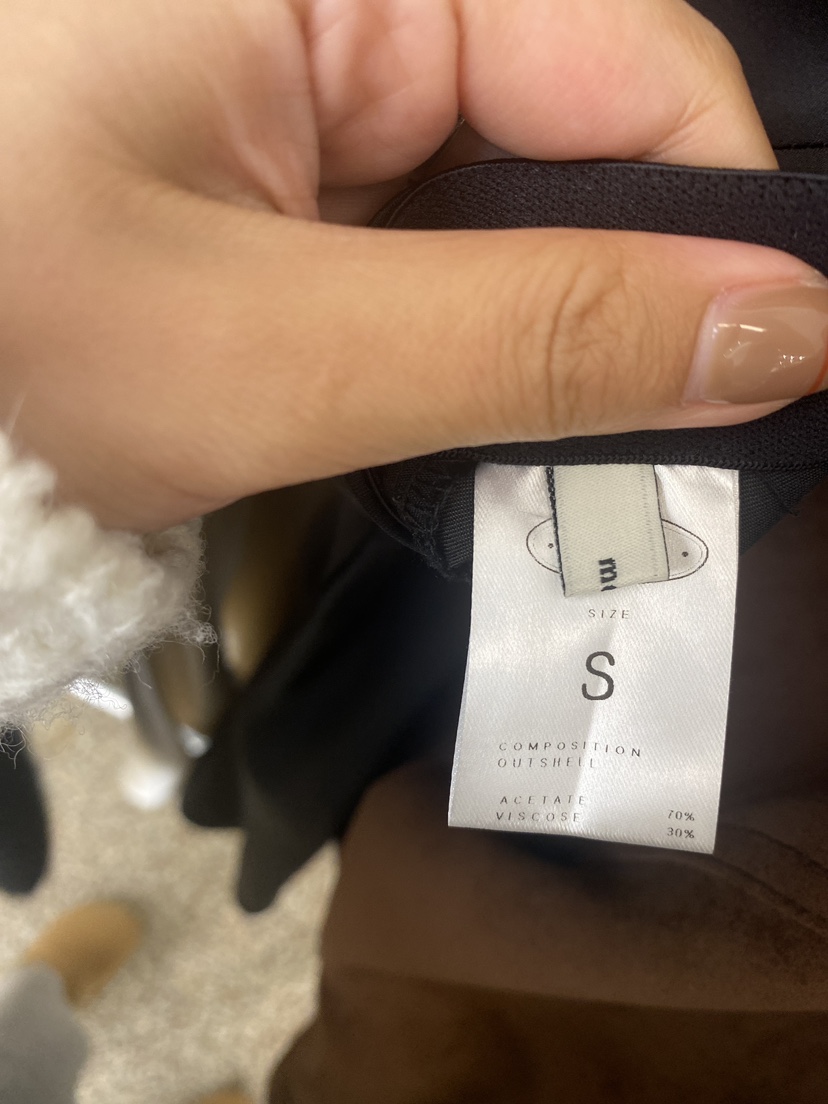 SIZE
S
COMPOSITION
OUTSHELL
ACETATE 70%
VISCOSE 30%